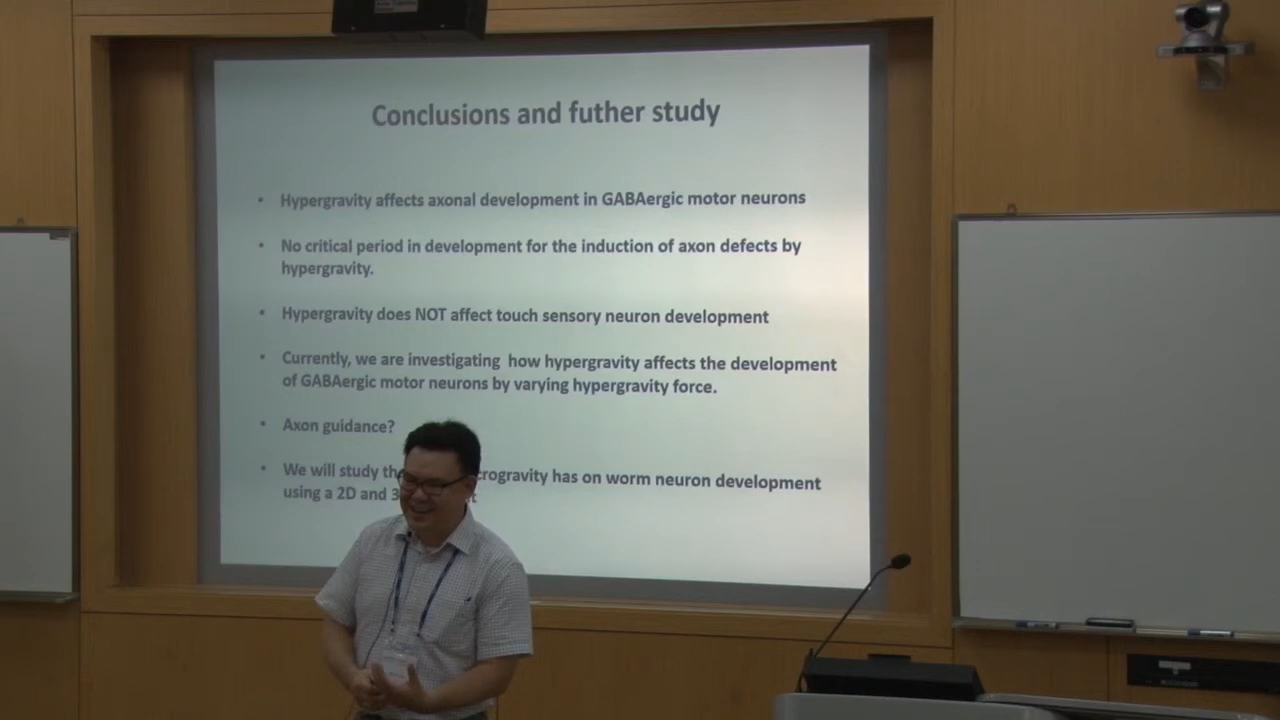 Conclusions and futher study
• Hypergravity affects axonal development in GABAergic motor neurons
• No critical period in development for the induction of axon defects by
hypergravity.
• Hypergravity does NOT affect touch sensory neuron development
• Currently, we are investigating how hypergravity affects the development
of GABAergic motor neurons by varying hypergravity force.
• Axon guidance?
• We will study crogravity has on worm neuron development
using a 2D and